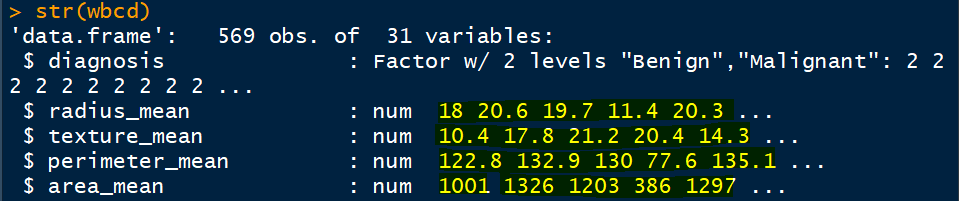 > str(wbcd)
'data.frame':   569 obs. of  31 variables:
 $ diagnosis              : Factor w/ 2 levels "Benign","Malignant": 2 2
2 2 2 2 2 2 2 2 ...
 $ radius_mean            : num  18 20.6 19.7 11.4 20.3 ...
 $ texture_mean           : num  10.4 17.8 21.2 20.4 14.3 ...
 $ perimeter_mean         : num  122.8 132.9 130 77.6 135.1 ...
 $ area_mean              : num  1001 1326 1203 386 1297 ...